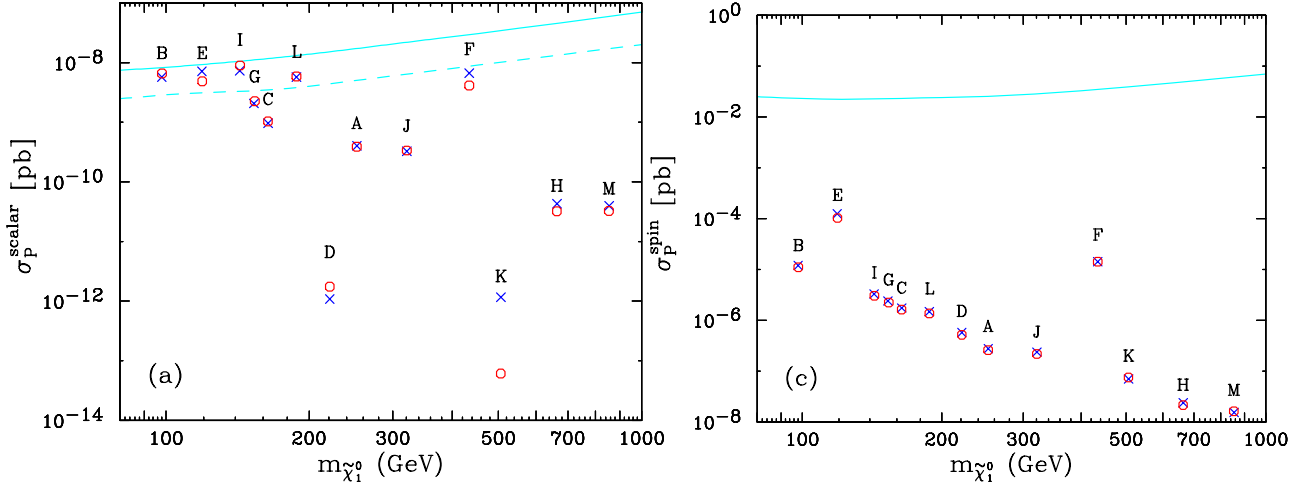 σ_P^scalar [pb]
10^−8
10^−10
10^−12
10^−14
B E I L F
G
C
A J
H M
D
K
(a)
100 200 300 500 700 1000
m_χ̃₁⁰ (GeV)
σ_P^spin [pb]
10^0
10^−2
10^−4
10^−6
10^−8
E
B F
I G C L
D A J
K
H M
(c)
100 200 300 500 700 1000
m_χ̃₁⁰ (GeV)